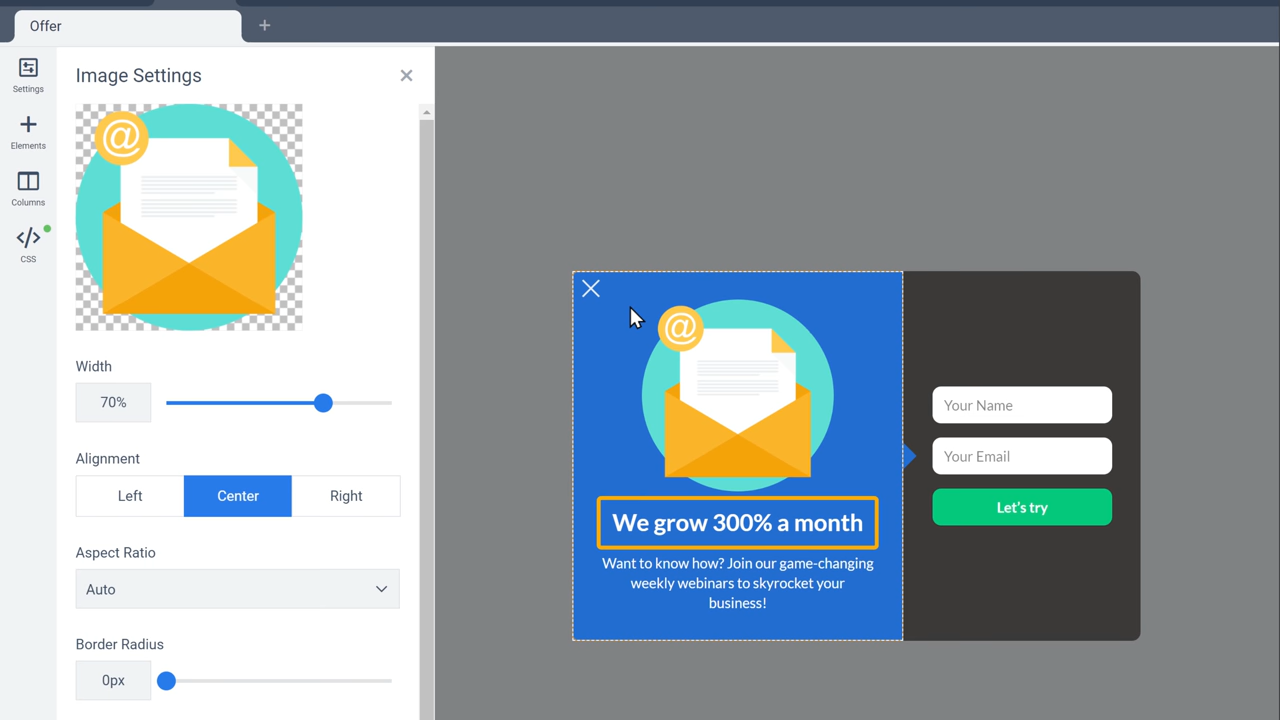 Offer
+
Settings
Elements
Columns
</>
CSS
Image Settings
@
Width
70%
Alignment
Left
Center
Right
Aspect Ratio
Auto
Border Radius
0px
@
We grow 300% a month
Want to know how? Join our game-changing
weekly webinars to skyrocket your
business!
Your Name
Your Email
Let's try